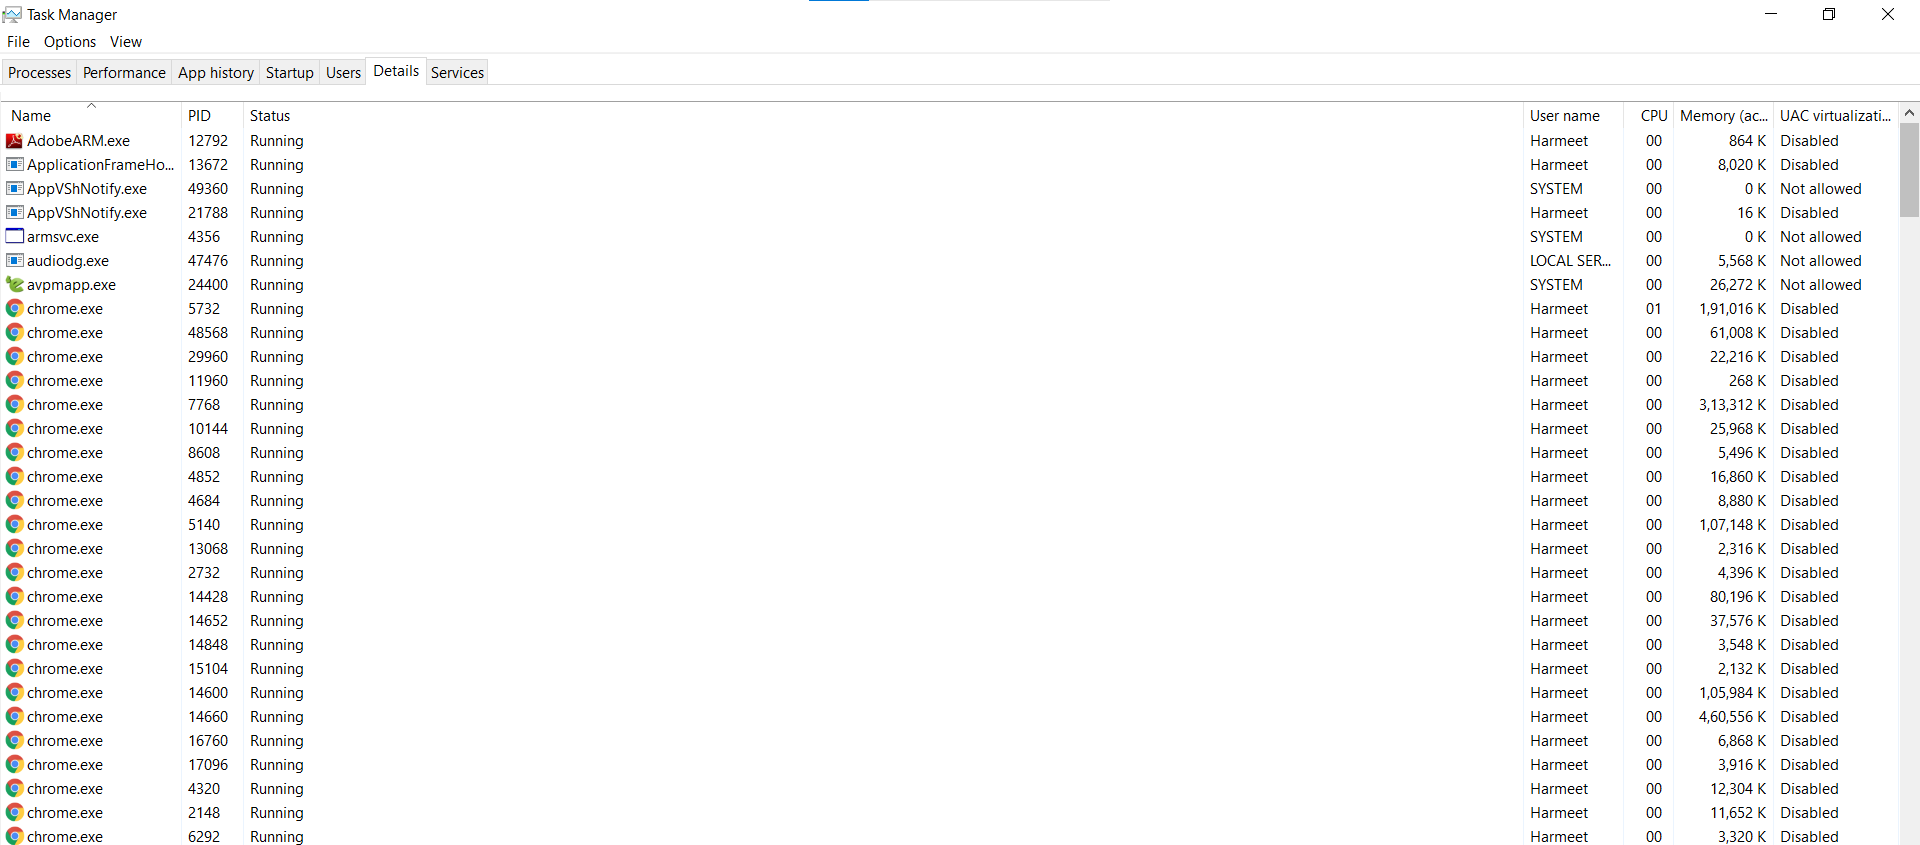 Task Manager
File Options View
Processes Performance App history Startup Users Details Services
Name PID Status User name CPU Memory (ac... UAC virtualizati...
AdobeARM.exe 12792 Running Harmeet 00 864 K Disabled
ApplicationFrameHo... 13672 Running Harmeet 00 8,020 K Disabled
AppVShNotify.exe 49360 Running SYSTEM 00 0 K Not allowed
AppVShNotify.exe 21788 Running Harmeet 00 16 K Disabled
armsvc.exe 4356 Running SYSTEM 00 0 K Not allowed
audiodg.exe 47476 Running LOCAL SER... 00 5,568 K Not allowed
avpmapp.exe 24400 Running SYSTEM 00 26,272 K Not allowed
chrome.exe 5732 Running Harmeet 01 1,91,016 K Disabled
chrome.exe 48568 Running Harmeet 00 61,008 K Disabled
chrome.exe 29960 Running Harmeet 00 22,216 K Disabled
chrome.exe 11960 Running Harmeet 00 268 K Disabled
chrome.exe 7768 Running Harmeet 00 3,13,312 K Disabled
chrome.exe 10144 Running Harmeet 00 25,968 K Disabled
chrome.exe 8608 Running Harmeet 00 5,496 K Disabled
chrome.exe 4852 Running Harmeet 00 16,860 K Disabled
chrome.exe 4684 Running Harmeet 00 8,880 K Disabled
chrome.exe 5140 Running Harmeet 00 1,07,148 K Disabled
chrome.exe 13068 Running Harmeet 00 2,316 K Disabled
chrome.exe 2732 Running Harmeet 00 4,396 K Disabled
chrome.exe 14428 Running Harmeet 00 80,196 K Disabled
chrome.exe 14652 Running Harmeet 00 37,576 K Disabled
chrome.exe 14848 Running Harmeet 00 3,548 K Disabled
chrome.exe 15104 Running Harmeet 00 2,132 K Disabled
chrome.exe 14600 Running Harmeet 00 1,05,984 K Disabled
chrome.exe 14660 Running Harmeet 00 4,60,556 K Disabled
chrome.exe 16760 Running Harmeet 00 6,868 K Disabled
chrome.exe 17096 Running Harmeet 00 3,916 K Disabled
chrome.exe 4320 Running Harmeet 00 12,304 K Disabled
chrome.exe 2148 Running Harmeet 00 11,652 K Disabled
chrome.exe 6292 Running Harmeet 00 3,320 K Disabled